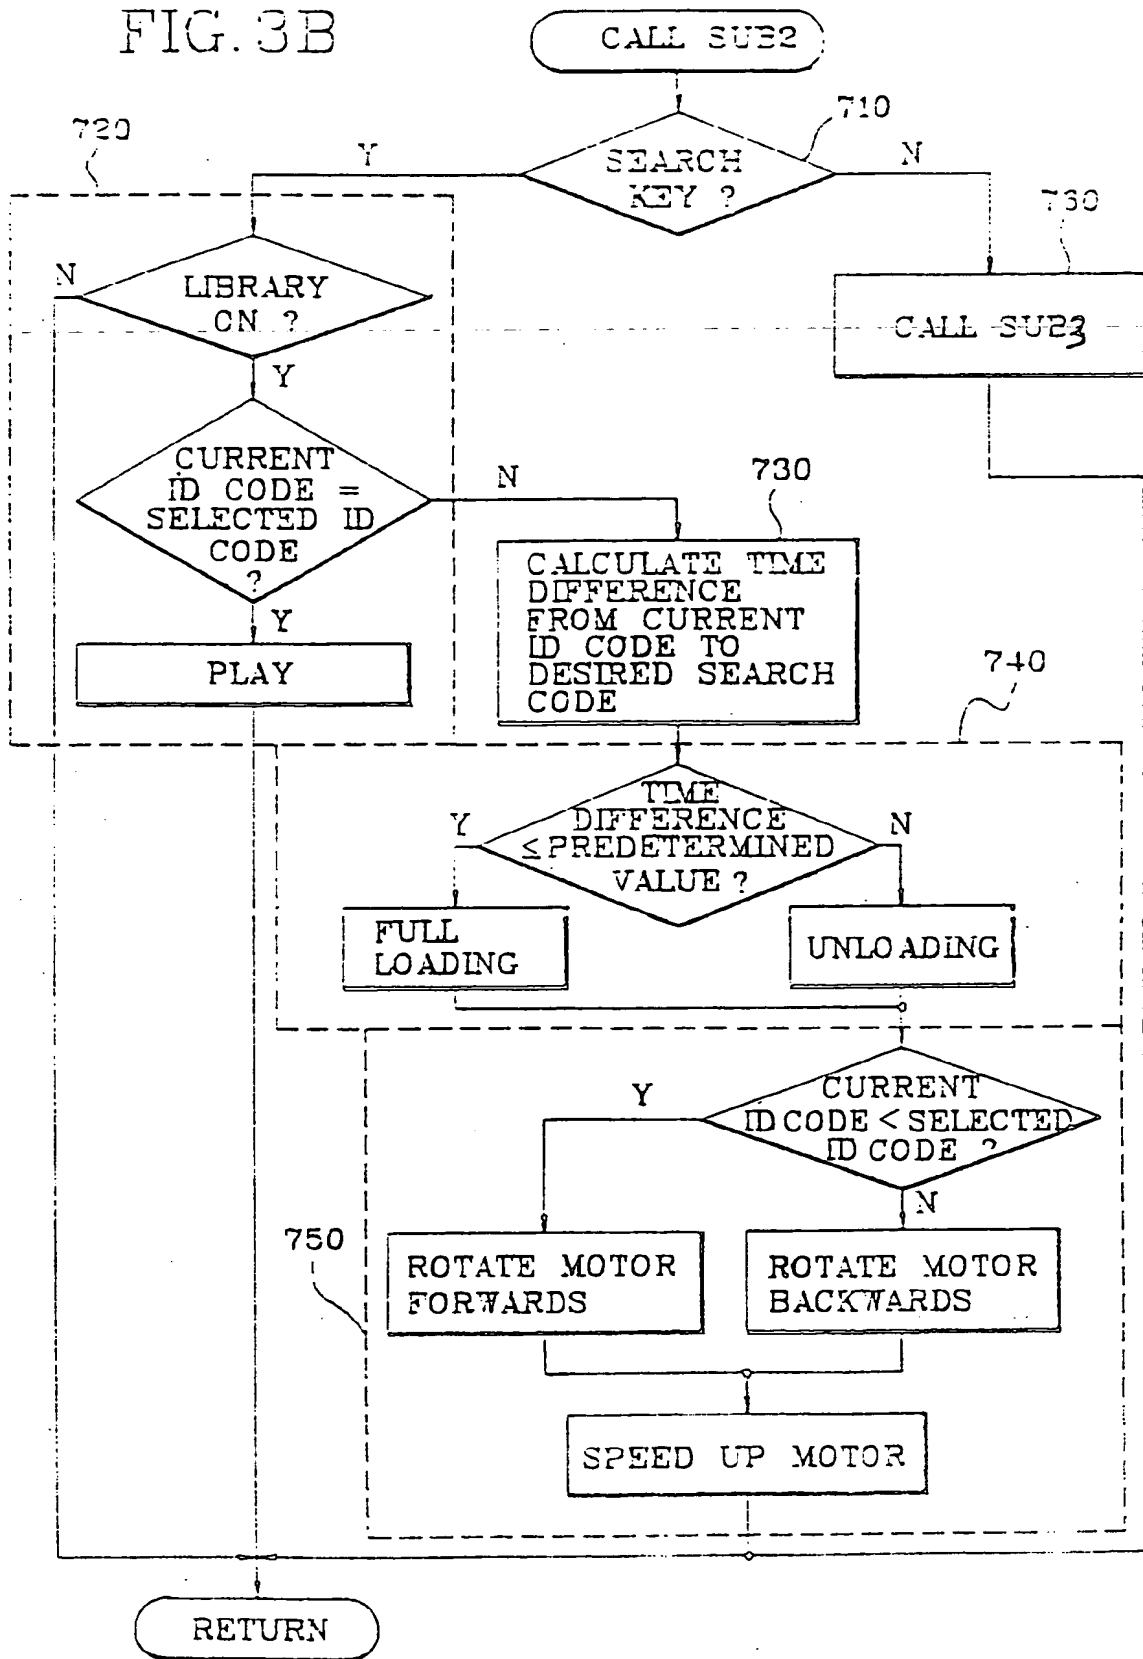 FIG. 3B
CALL SUB2
710
720
Y
SEARCH
KEY ?
N
760
N
LIBRARY
ON ?
CALL SUB3
Y
CURRENT
ID CODE =
SELECTED ID
CODE
?
N
730
Y
PLAY
CALCULATE TIME
DIFFERENCE
FROM CURRENT
ID CODE TO
DESIRED SEARCH
CODE
740
TIME
DIFFERENCE
≤ PREDETERMINED
VALUE ?
Y
N
FULL
LOADING
UNLOADING
CURRENT
ID CODE < SELECTED
ID CODE ?
Y
N
750
ROTATE MOTOR
FORWARDS
ROTATE MOTOR
BACKWARDS
SPEED UP MOTOR
RETURN